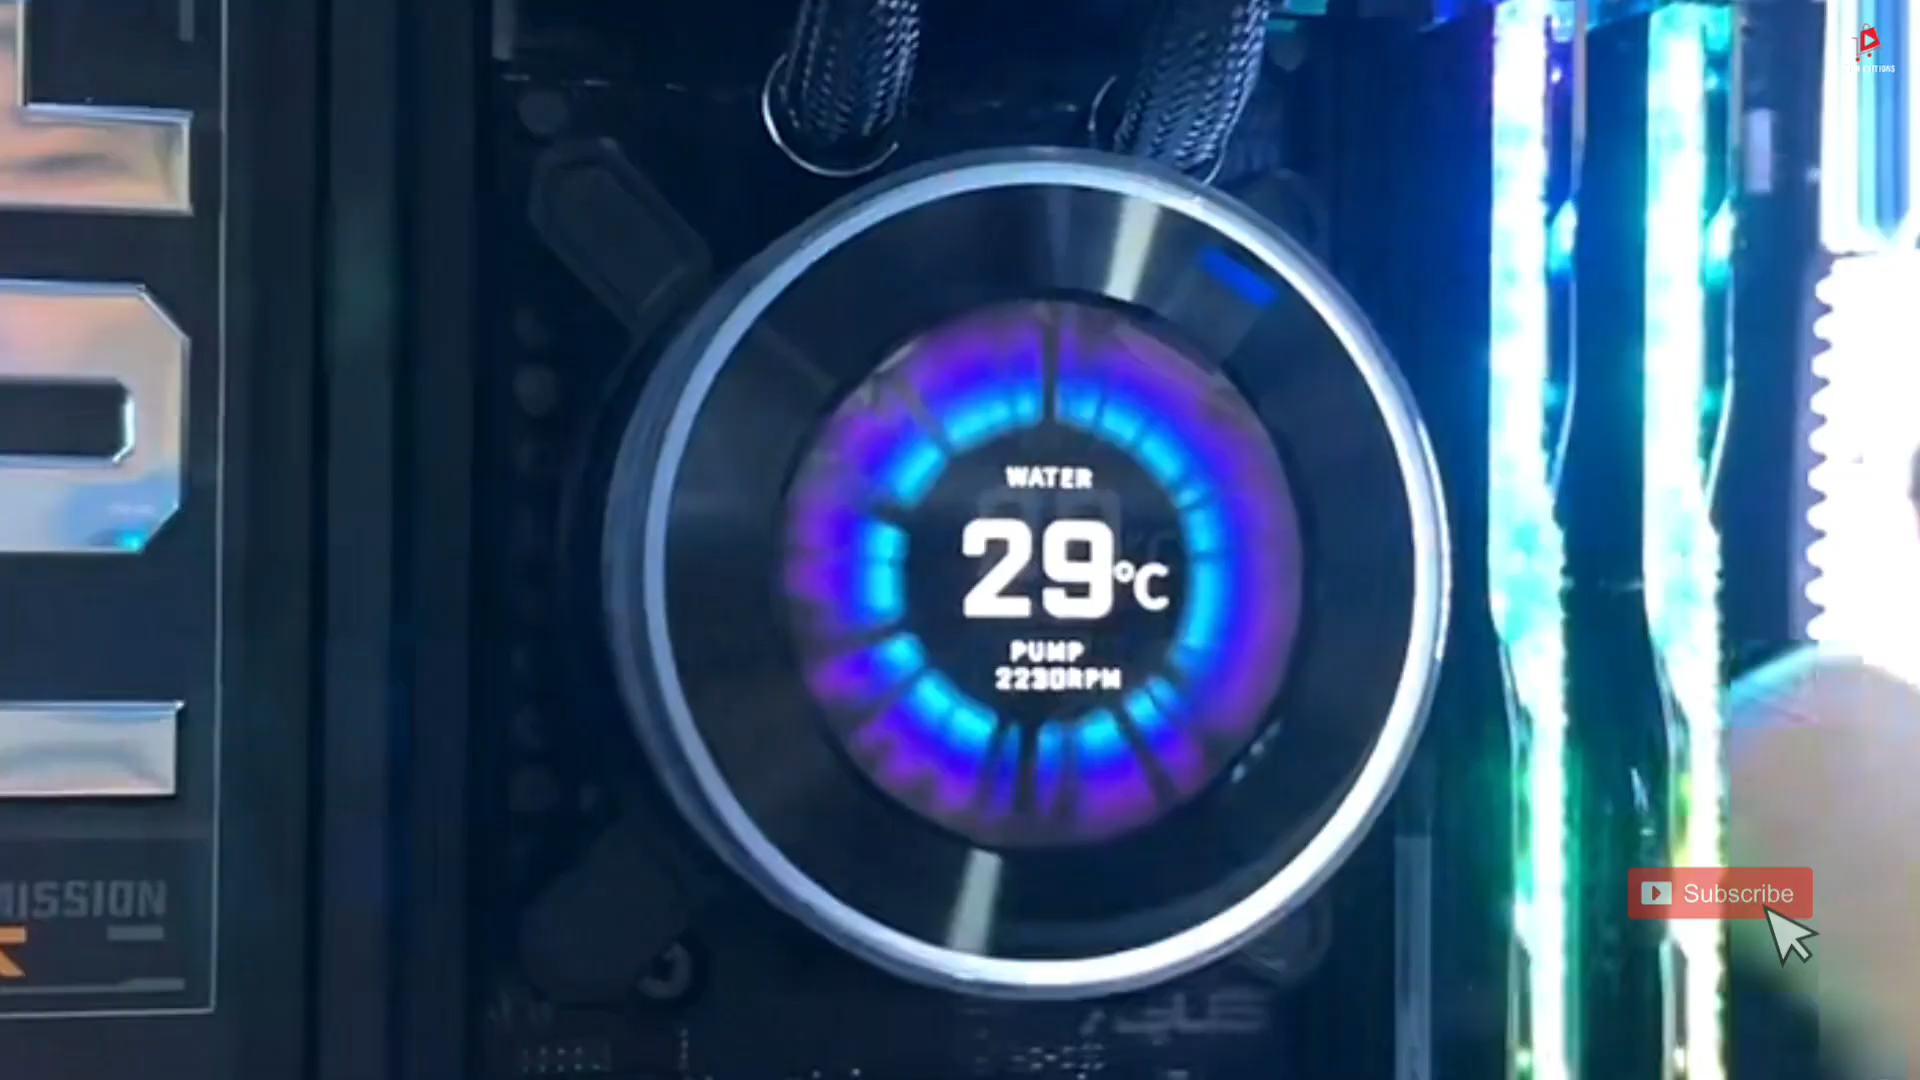 WATER
29°C
PUMP
2230RPM
MISSION
Subscribe